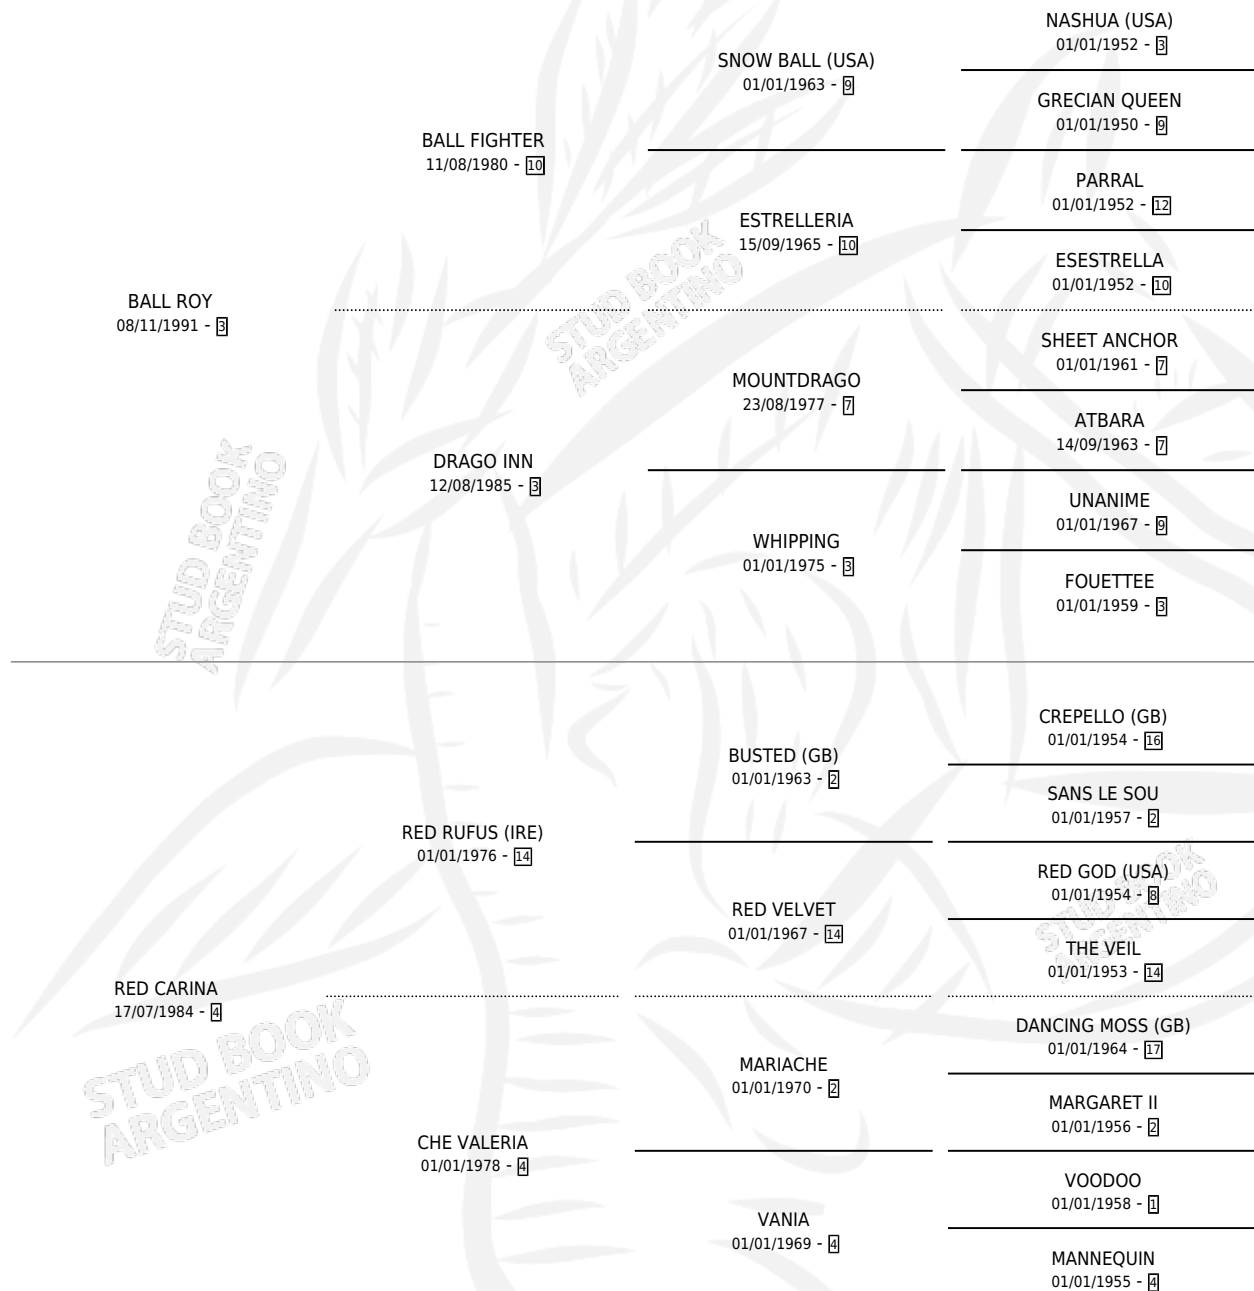 NASHUA (USA)
01/01/1952 - 3
SNOW BALL (USA)
01/01/1963 - 9
GRECIAN QUEEN
01/01/1950 - 9
BALL FIGHTER
11/08/1980 - 10
PARRAL
01/01/1952 - 12
ESTRELLERIA
15/09/1965 - 10
ESESTRELLA
01/01/1952 - 10
BALL ROY
08/11/1991 - 3
STUD BOOK
ARGENTINO
SHEET ANCHOR
01/01/1961 - 7
MOUNTDRAGO
23/08/1977 - 7
ATBARA
14/09/1963 - 7
DRAGO INN
12/08/1985 - 3
UNANIME
01/01/1967 - 9
WHIPPING
01/01/1975 - 3
FOUETTEE
01/01/1959 - 3
STUD BOOK
ARGENTINO
CREPELLO (GB)
01/01/1954 - 16
BUSTED (GB)
01/01/1963 - 2
SANS LE SOU
01/01/1957 - 2
RED RUFUS (IRE)
01/01/1976 - 14
RED GOD (USA)
01/01/1954 - 8
RED VELVET
01/01/1967 - 14
THE VEIL
01/01/1953 - 14
STUD BOOK
ARGENTINO
RED CARINA
17/07/1984 - 4
DANCING MOSS (GB)
01/01/1964 - 17
MARIACHE
01/01/1970 - 2
MARGARET II
01/01/1956 - 2
STUD BOOK
ARGENTINO
CHE VALERIA
01/01/1978 - 4
VOODOO
01/01/1958 - 1
VANIA
01/01/1969 - 4
MANNEQUIN
01/01/1955 - 4